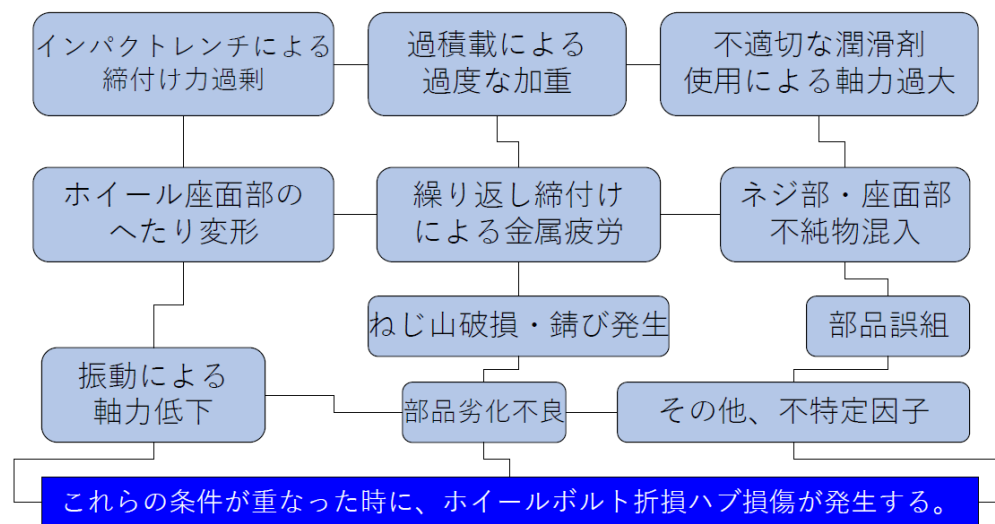 インパクトレンチによる
締付け力過剰
過積載による
過度な加重
不適切な潤滑剤
使用による軸力過大
ホイール座面部の
へたり変形
繰り返し締付け
による金属疲労
ネジ部・座面部
不純物混入
ねじ山破損・錆び発生
部品誤組
振動による
軸力低下
部品劣化不良
その他、不特定因子
これらの条件が重なった時に、ホイールボルト折損ハブ損傷が発生する。